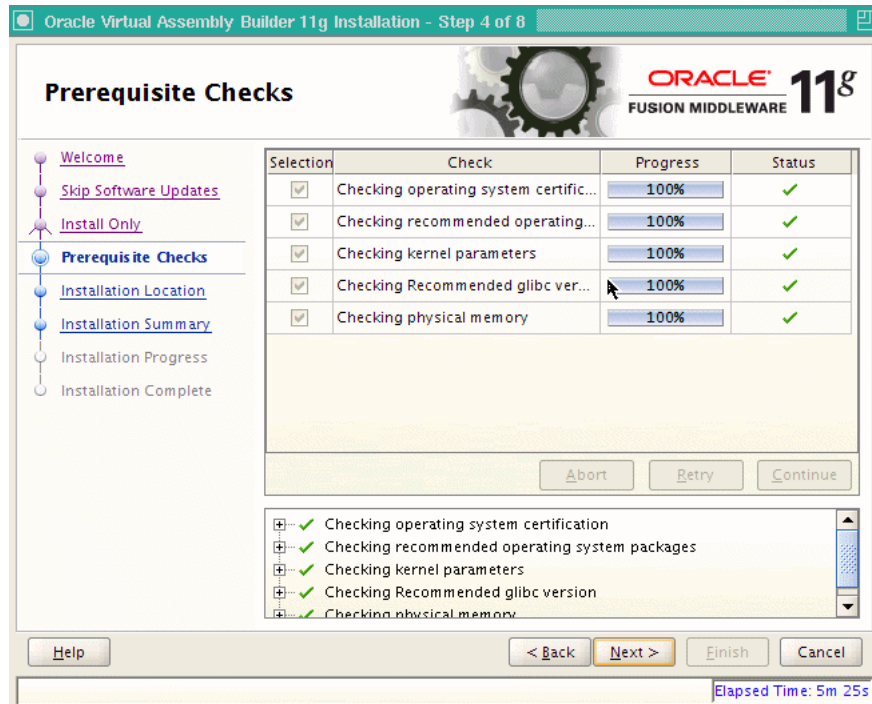 Oracle Virtual Assembly Builder 11g Installation - Step 4 of 8
Prerequisite Checks
ORACLE
FUSION MIDDLEWARE
11g
Welcome
Skip Software Updates
Install Only
Prerequisite Checks
Installation Location
Installation Summary
Installation Progress
Installation Complete
Selection Check Progress Status
Checking operating system certific... 100%
Checking recommended operating... 100%
Checking kernel parameters 100%
Checking Recommended glibc ver... 100%
Checking physical memory 100%
Abort Retry Continue
Checking operating system certification
Checking recommended operating system packages
Checking kernel parameters
Checking Recommended glibc version
Checking physical memory
Help < Back Next > Finish Cancel
Elapsed Time: 5m 25s